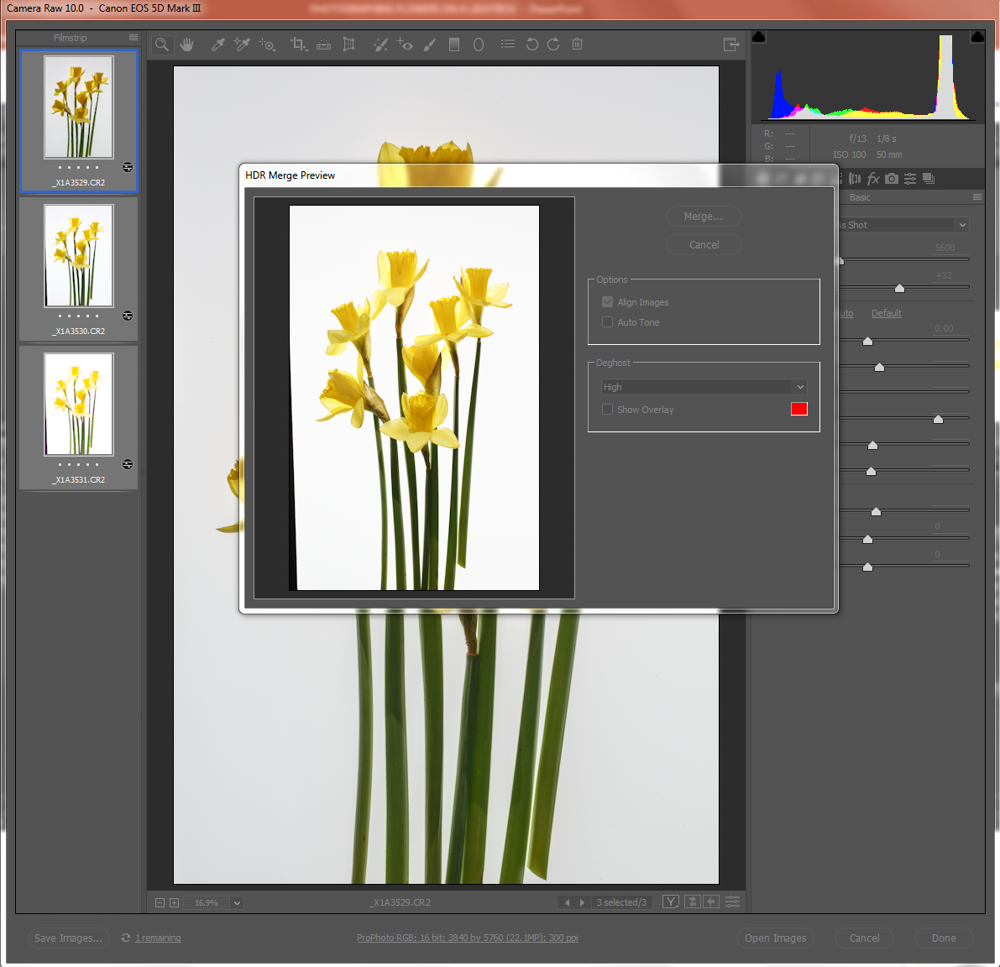 Camera Raw 10.0 - Canon EOS 5D Mark III
Filmstrip
_X1A3529.CR2
_X1A3530.CR2
_X1A3531.CR2
R: ---
G: ---
B: ---
f/13 1/8 s
ISO 100 50 mm
fx
Basic
As Shot
5600
+32
uto Default
0.00
0
0
HDR Merge Preview
Merge...
Cancel
Options
Align Images
Auto Tone
Deghost
High
Show Overlay
16.9%
_X1A3529.CR2
3 selected/3
Y
Save Images...
1 remaining
ProPhoto RGB; 16 bit; 3840 by 5760 (22.1MP); 300 ppi
Open Images
Cancel
Done